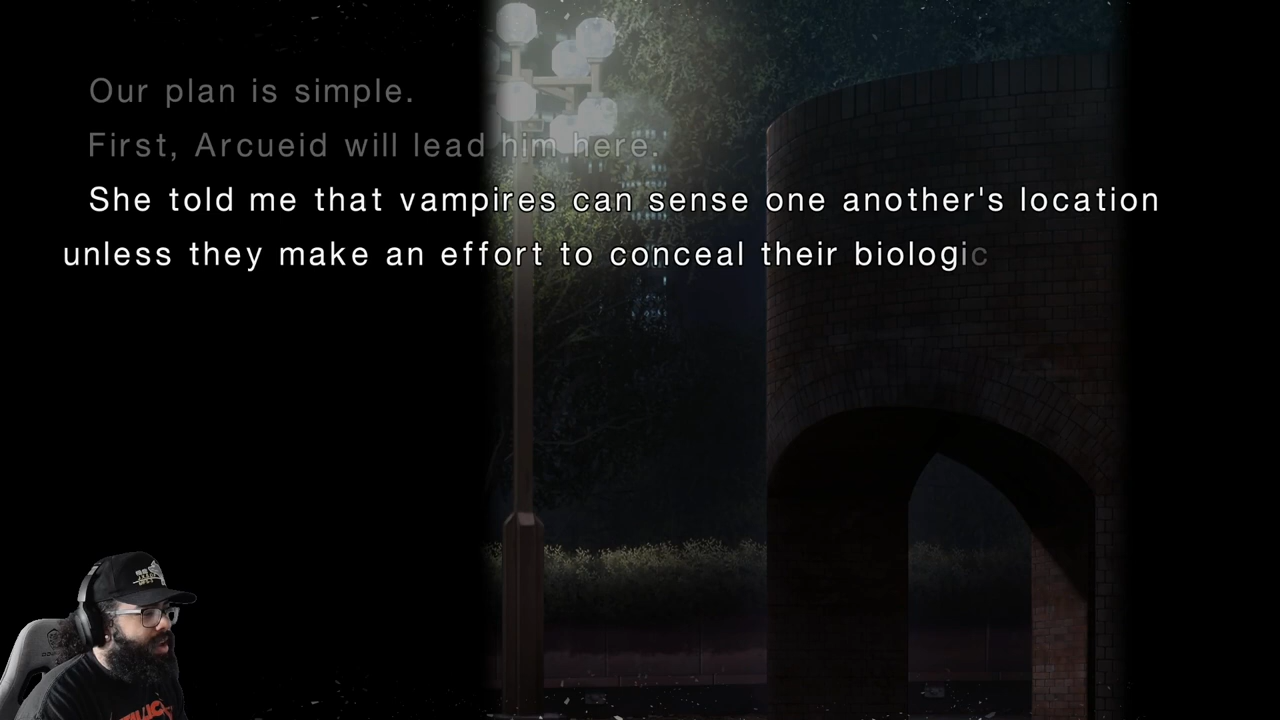 Our plan is simple.
First, Arcueid will lead him here.
She told me that vampires can sense one another's location
unless they make an effort to conceal their biologic